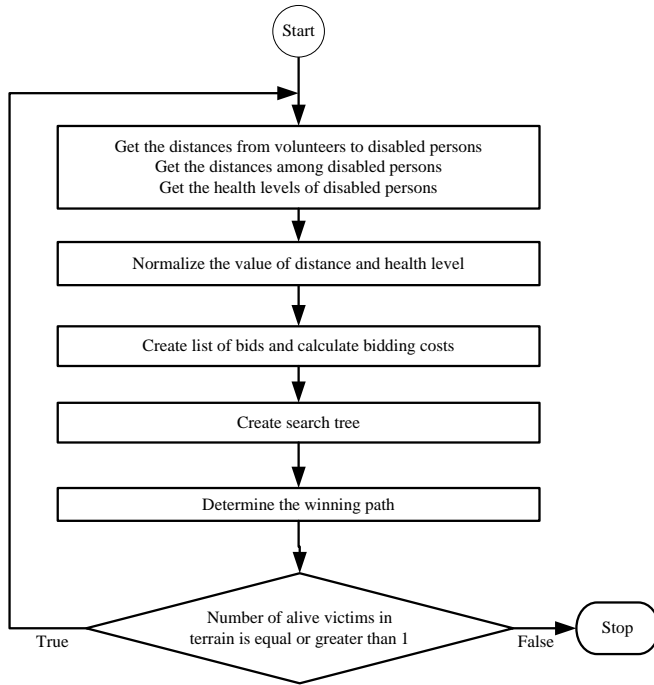 Start
Get the distances from volunteers to disabled persons
Get the distances among disabled persons
Get the health levels of disabled persons
Normalize the value of distance and health level
Create list of bids and calculate bidding costs
Create search tree
Determine the winning path
Number of alive victims in
terrain is equal or greater than 1
True
False
Stop